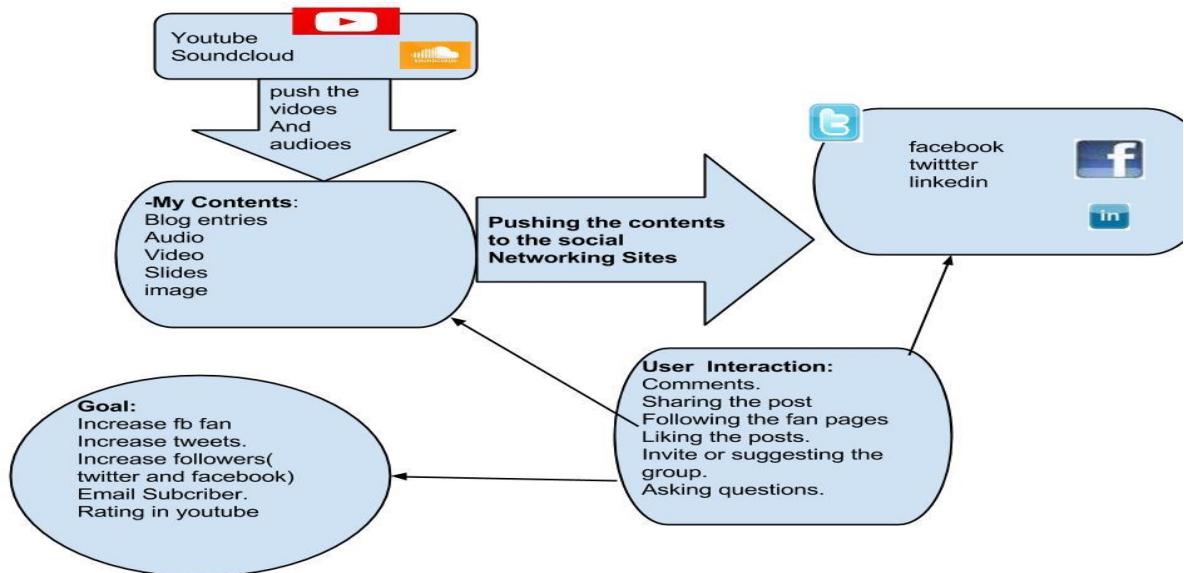 Youtube
Soundcloud
SOUNDCLOUD
push the
vidoes
And
audioes
-My Contents:
Blog entries
Audio
Video
Slides
image
Pushing the contents
to the social
Networking Sites
facebook
twittter
linkedin
f
in
User Interaction:
Comments.
Sharing the post
Following the fan pages
Liking the posts.
Invite or suggesting the
group.
Asking questions.
Goal:
Increase fb fan
Increase tweets.
Increase followers(
twitter and facebook)
Email Subcriber.
Rating in youtube